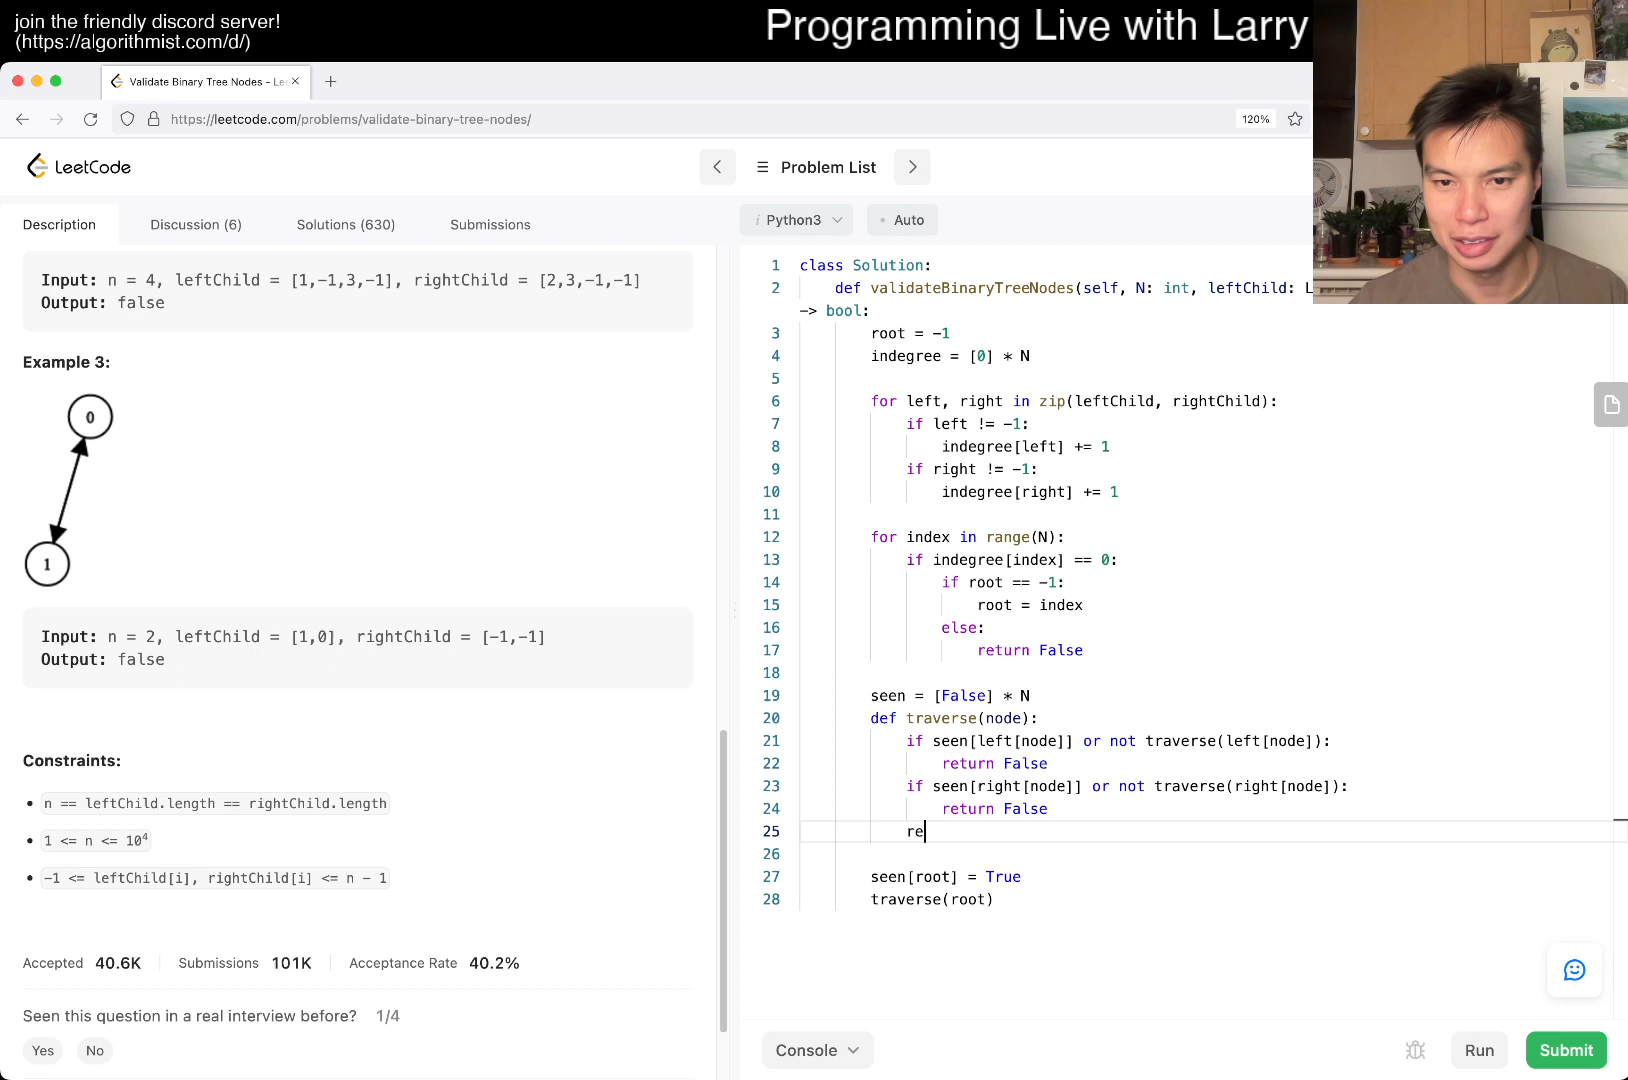 join the friendly discord server!
(https://algorithmist.com/d/)
Programming Live with Larry
Validate Binary Tree Nodes - Le
https://leetcode.com/problems/validate-binary-tree-nodes/
120%
LeetCode
Problem List
Description
Discussion (6)
Solutions (630)
Submissions
Input: n = 4, leftChild = [1,-1,3,-1], rightChild = [2,3,-1,-1]
Output: false
Example 3:
0
1
Input: n = 2, leftChild = [1,0], rightChild = [-1,-1]
Output: false
Constraints:
• n == leftChild.length == rightChild.length
• 1 <= n <= 10⁴
• -1 <= leftChild[i], rightChild[i] <= n - 1
Accepted 40.6K
Submissions 101K
Acceptance Rate 40.2%
Seen this question in a real interview before? 1/4
Yes
No
i Python3
• Auto
1 class Solution:
2 def validateBinaryTreeNodes(self, N: int, leftChild: L
-> bool:
3 root = -1
4 indegree = [0] * N
5
6 for left, right in zip(leftChild, rightChild):
7 if left != -1:
8 indegree[left] += 1
9 if right != -1:
10 indegree[right] += 1
11
12 for index in range(N):
13 if indegree[index] == 0:
14 if root == -1:
15 root = index
16 else:
17 return False
18
19 seen = [False] * N
20 def traverse(node):
21 if seen[left[node]] or not traverse(left[node]):
22 return False
23 if seen[right[node]] or not traverse(right[node]):
24 return False
25 re
26
27 seen[root] = True
28 traverse(root)
Console
Run
Submit